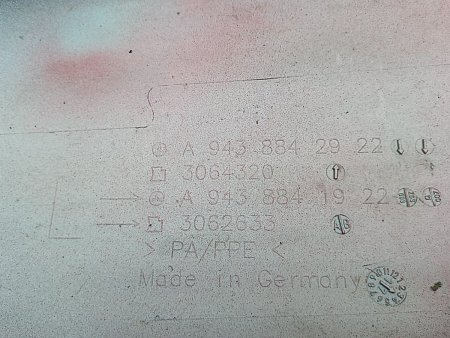 A 943 884 29 22
3064320
A 943 884 19 22
3062633
> PA/PPE <
Made in Germany